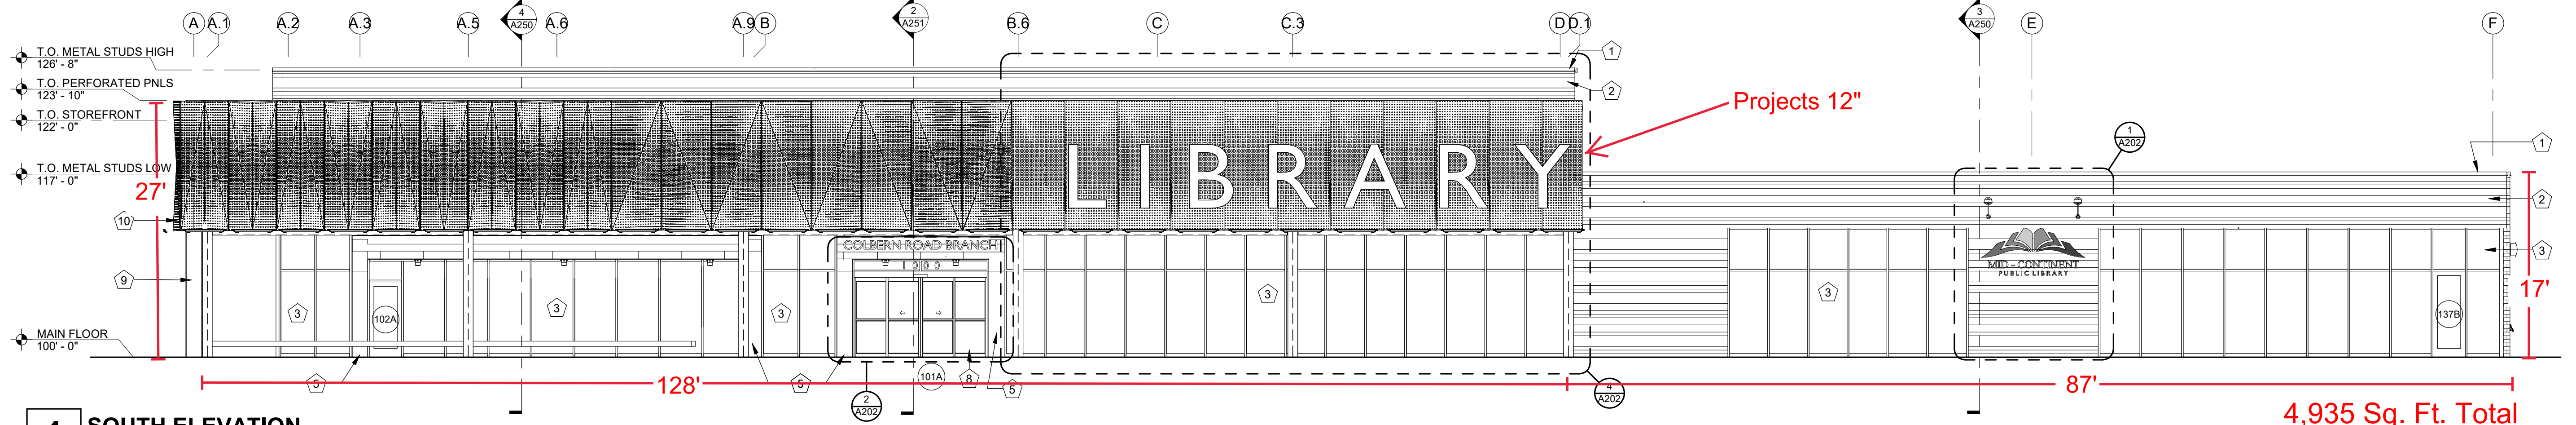 A
A.1
A.2
A.3
A.5
4
A250
A.6
A.9
B
2
A251
B.6
C
C.3
D
D.1
3
A250
E
F
T.O. METAL STUDS HIGH
126' - 8"
T.O. PERFORATED PNLS
123' - 10"
T.O. STOREFRONT
122' - 0"
T.O. METAL STUDS LOW
117' - 0"
MAIN FLOOR
100' - 0"
1
2
Projects 12"
1
A202
1
2
3
27'
10
9
LIBRARY
COLBERN ROAD BRANCH
1000
MID - CONTINENT
PUBLIC LIBRARY
3
102A
3
3
3
3
137B
17'
5
128'
5
101A
8
5
2
A202
4
A202
87'
4,935 Sq. Ft. Total
SOUTH ELEVATION